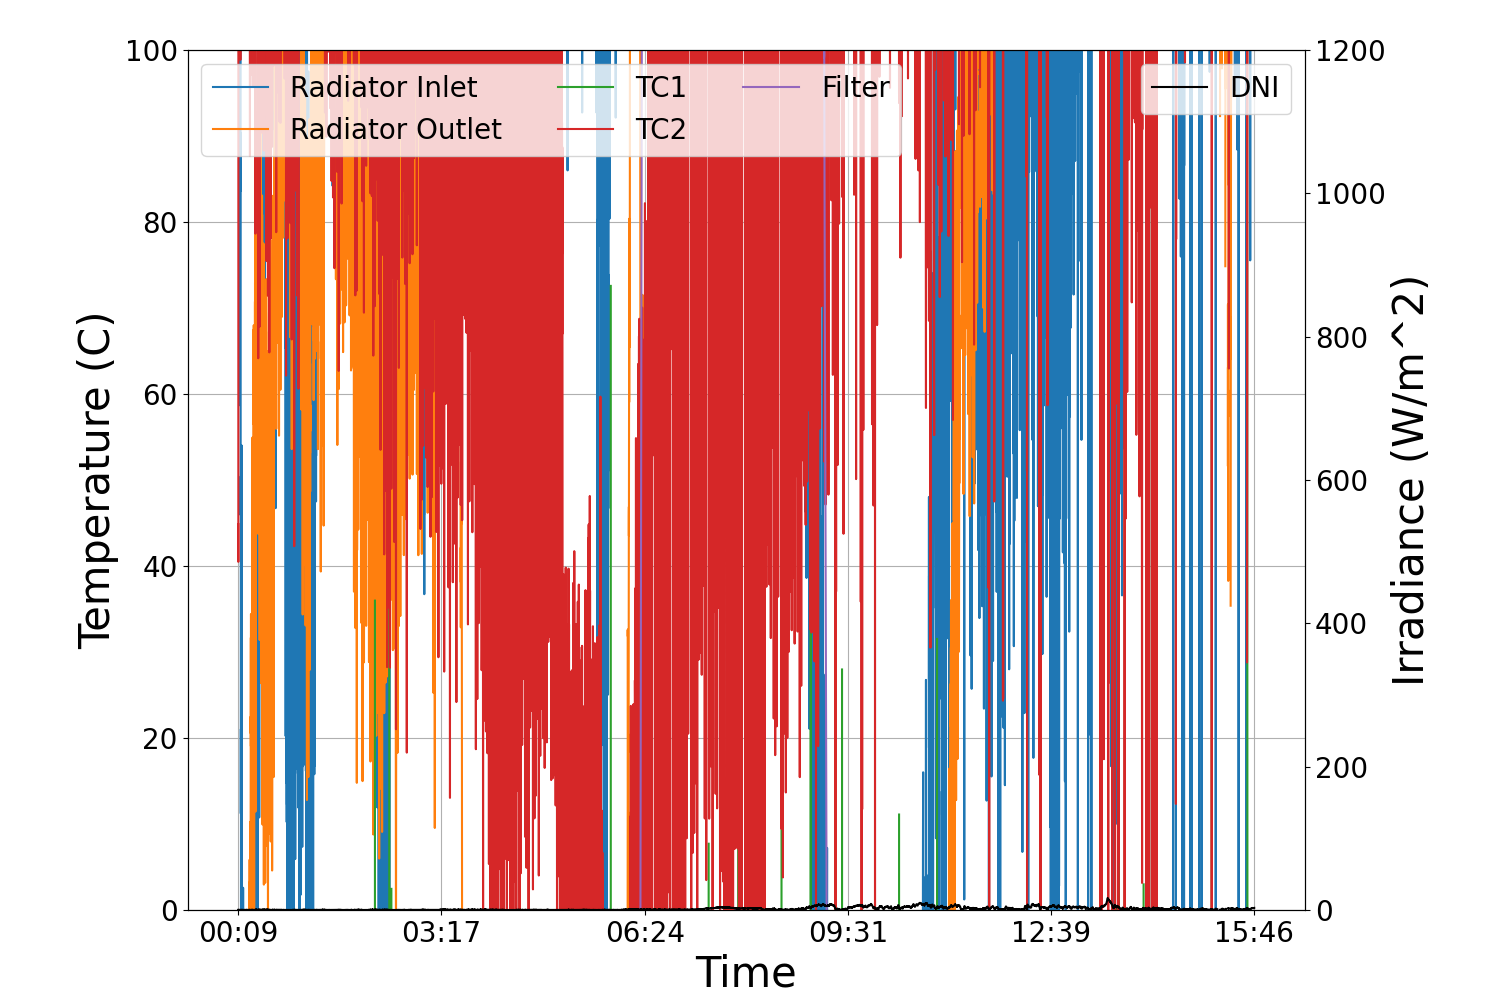 Radiator Inlet
Radiator Outlet
TC1
TC2
Filter
DNI
100
80
60
40
20
0
Temperature (C)
1200
1000
800
600
400
200
0
Irradiance (W/m^2)
00:09 03:17 06:24 09:31 12:39 15:46
Time